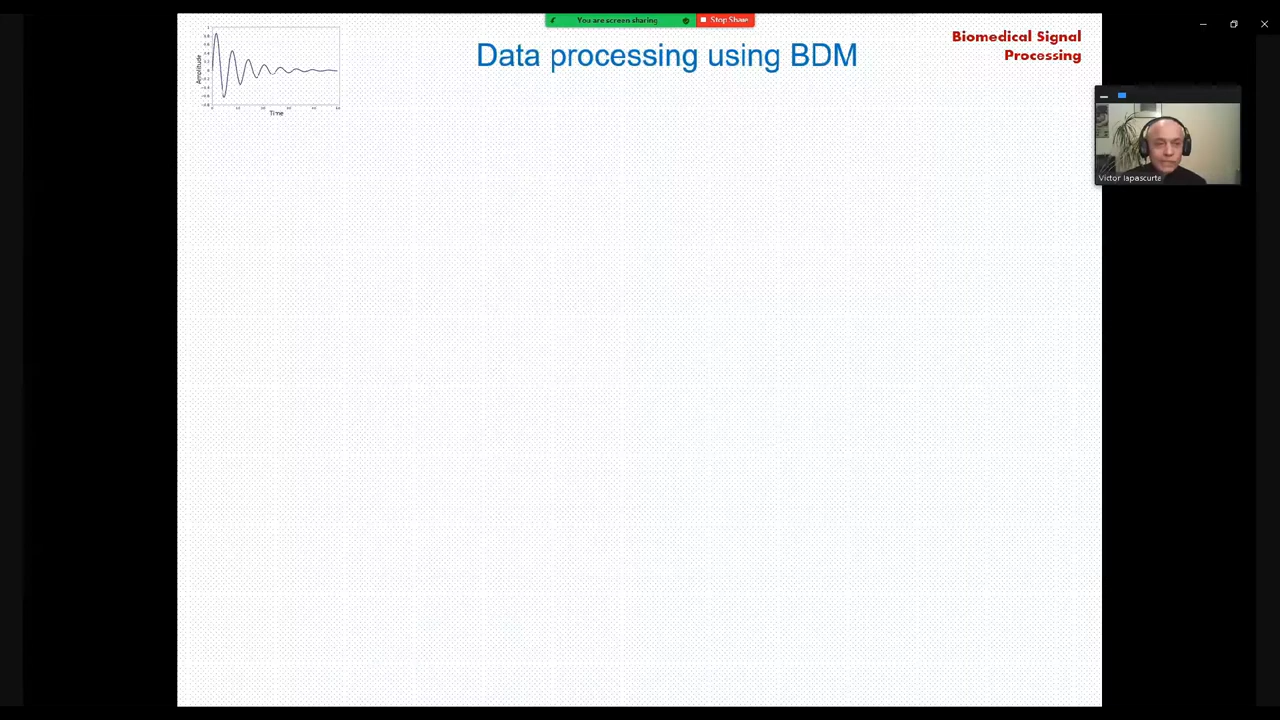 You are screen sharing
Stop Share
Data processing using BDM
Biomedical Signal
Processing
Amplitude
Time
Victor Iapascurta